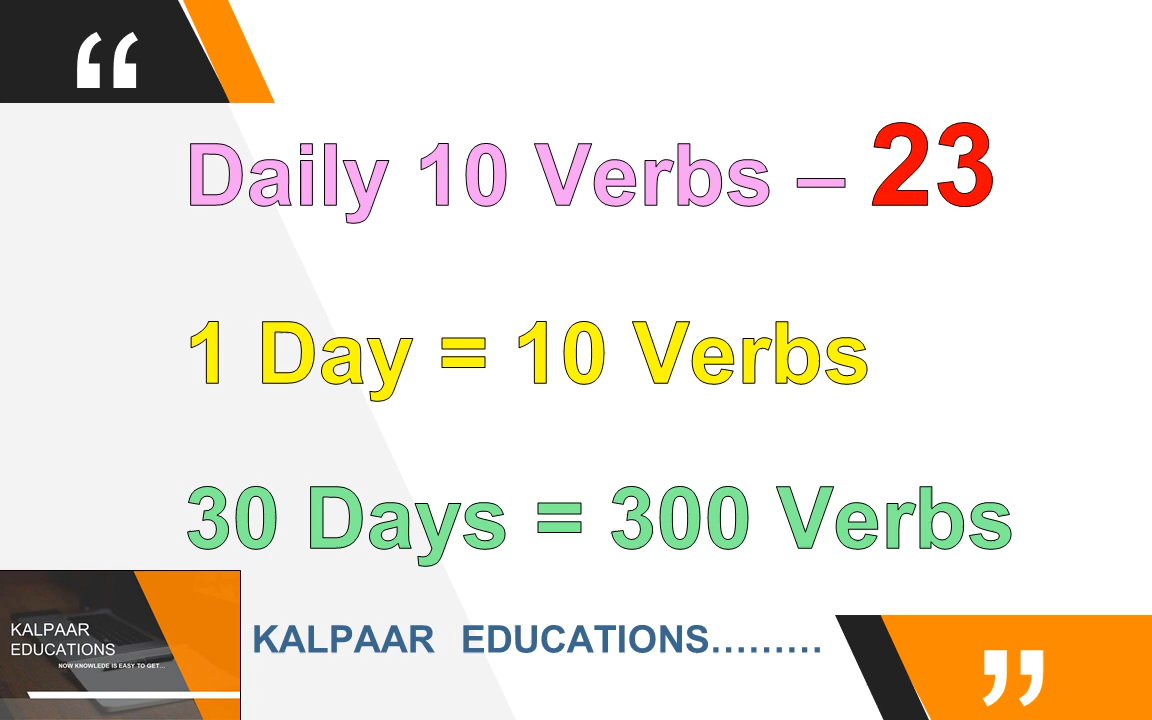 “
Daily 10 Verbs – 23
1 Day = 10 Verbs
30 Days = 300 Verbs
KALPAAR
EDUCATIONS
NOW KNOWLEDE IS EASY TO GET...
KALPAAR EDUCATIONS………
”